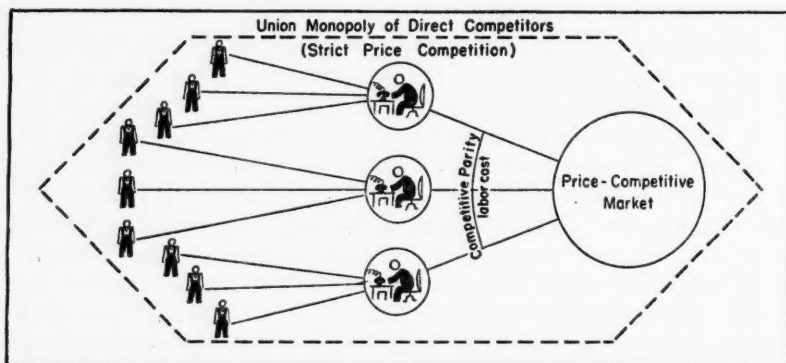 Union Monopoly of Direct Competitors
(Strict Price Competition)
Competitive Parity
labor cost
Price - Competitive
Market